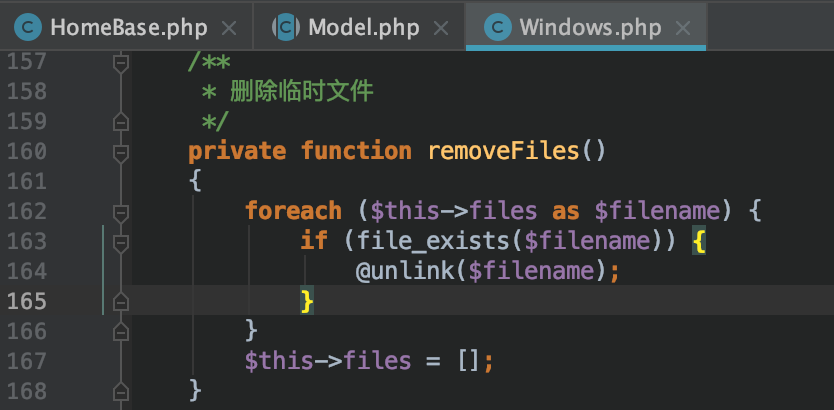 HomeBase.php × Model.php × Windows.php ×
157 /**
158 * 删除临时文件
159 */
160 private function removeFiles()
161 {
162 foreach ($this->files as $filename) {
163 if (file_exists($filename)) {
164 @unlink($filename);
165 }
166 }
167 $this->files = [];
168 }